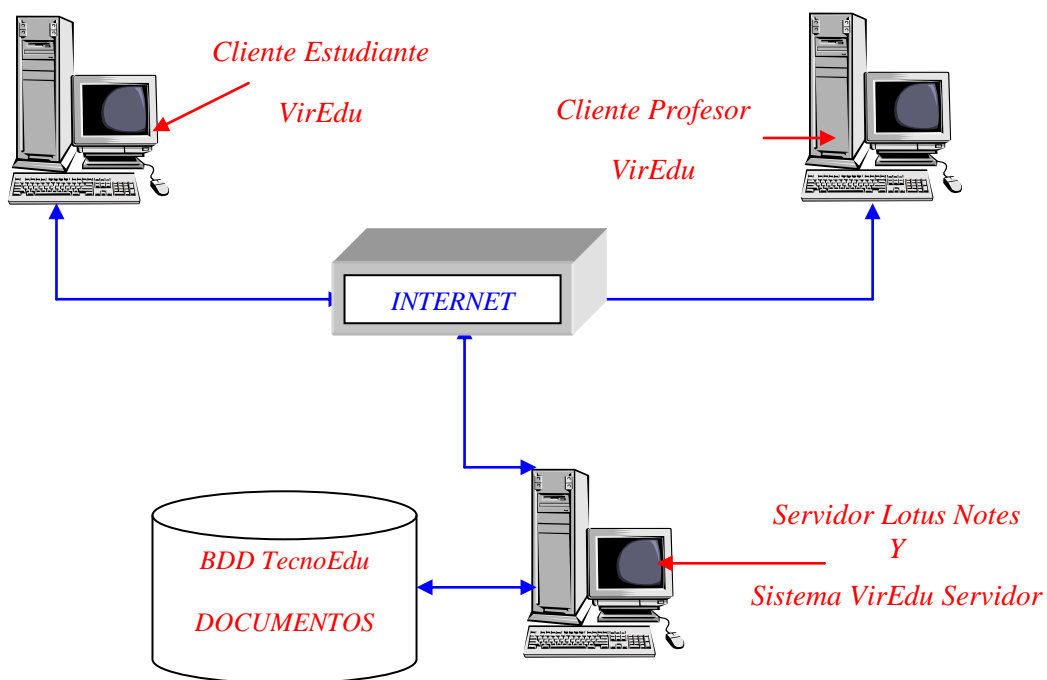 Cliente Estudiante
VirEdu
Cliente Profesor
VirEdu
INTERNET
BDD TecnoEdu
DOCUMENTOS
Servidor Lotus Notes
Y
Sistema VirEdu Servidor